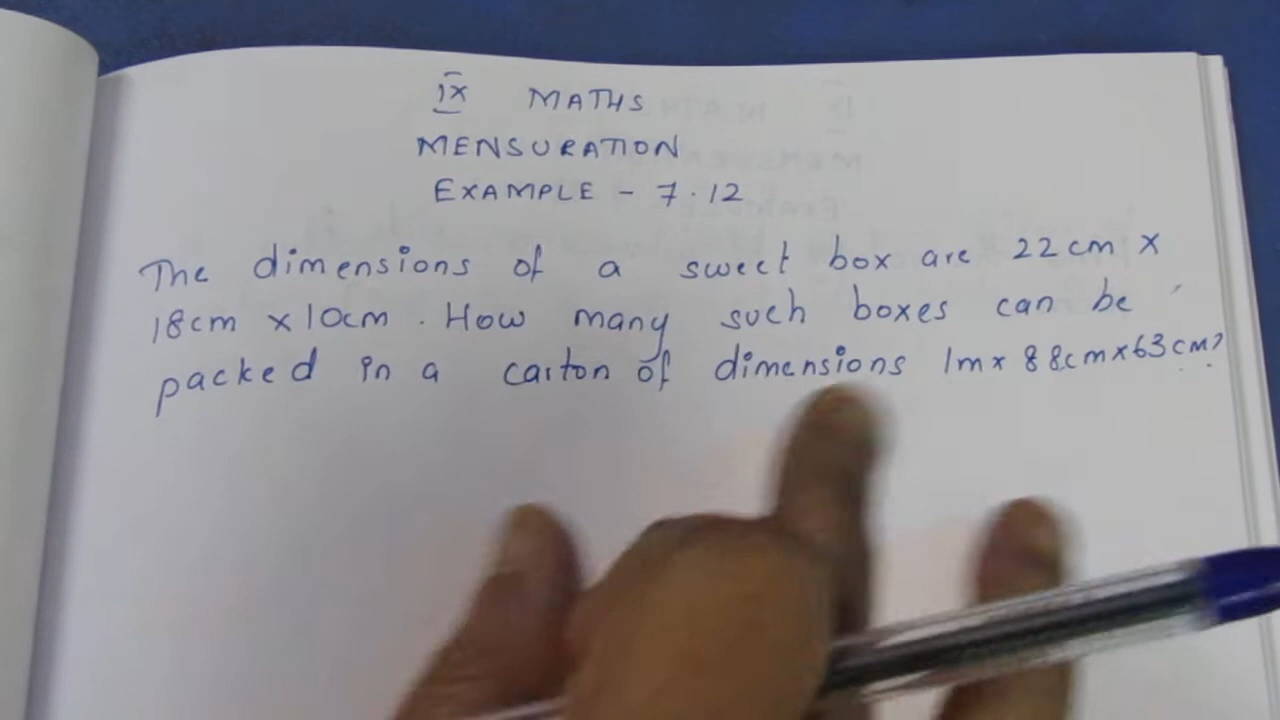 IX MATHS
MENSURATION
EXAMPLE - 7.12
The dimensions of a sweet box are 22cm x
18cm x 10cm. How many such boxes can be
packed in a carton of dimensions 1m x 88cm x 63cm?